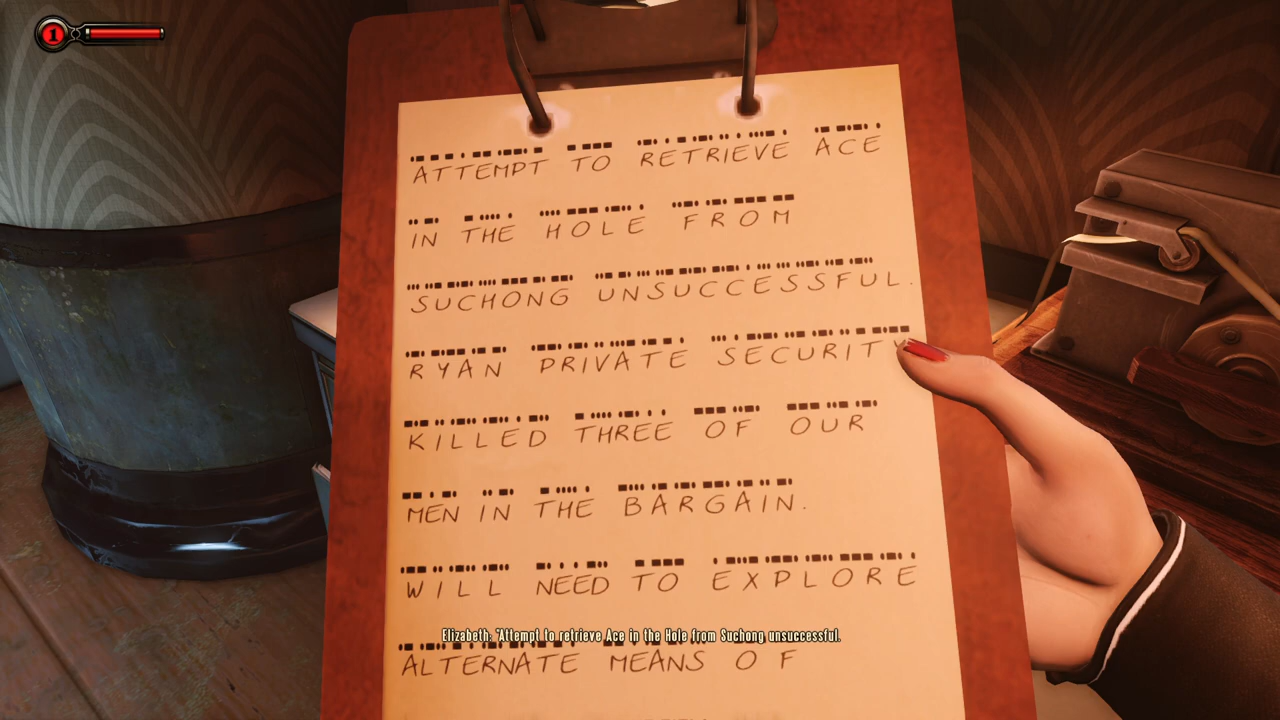 1
ATTEMPT TO RETRIEVE ACE
IN THE HOLE FROM
SUCHONG UNSUCCESSFUL.
RYAN PRIVATE SECURIT
KILLED THREE OF OUR
MEN IN THE BARGAIN.
WILL NEED TO EXPLORE
Elizabeth: "Attempt to retrieve Ace in the Hole from Suchong unsuccessful.
ALTERNATE MEANS OF